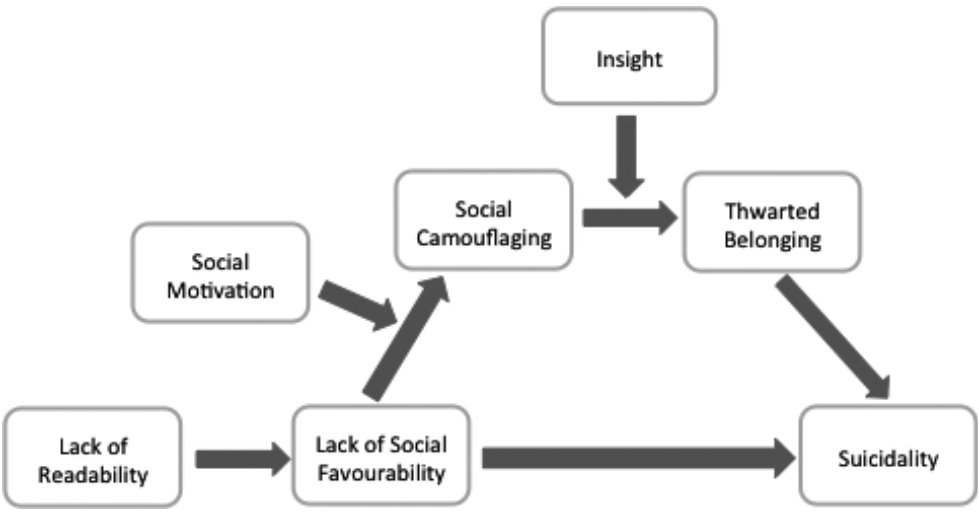 Insight
Social
Camouflaging
Thwarted
Belonging
Social
Motivation
Lack of
Readability
Lack of Social
Favourability
Suicidality